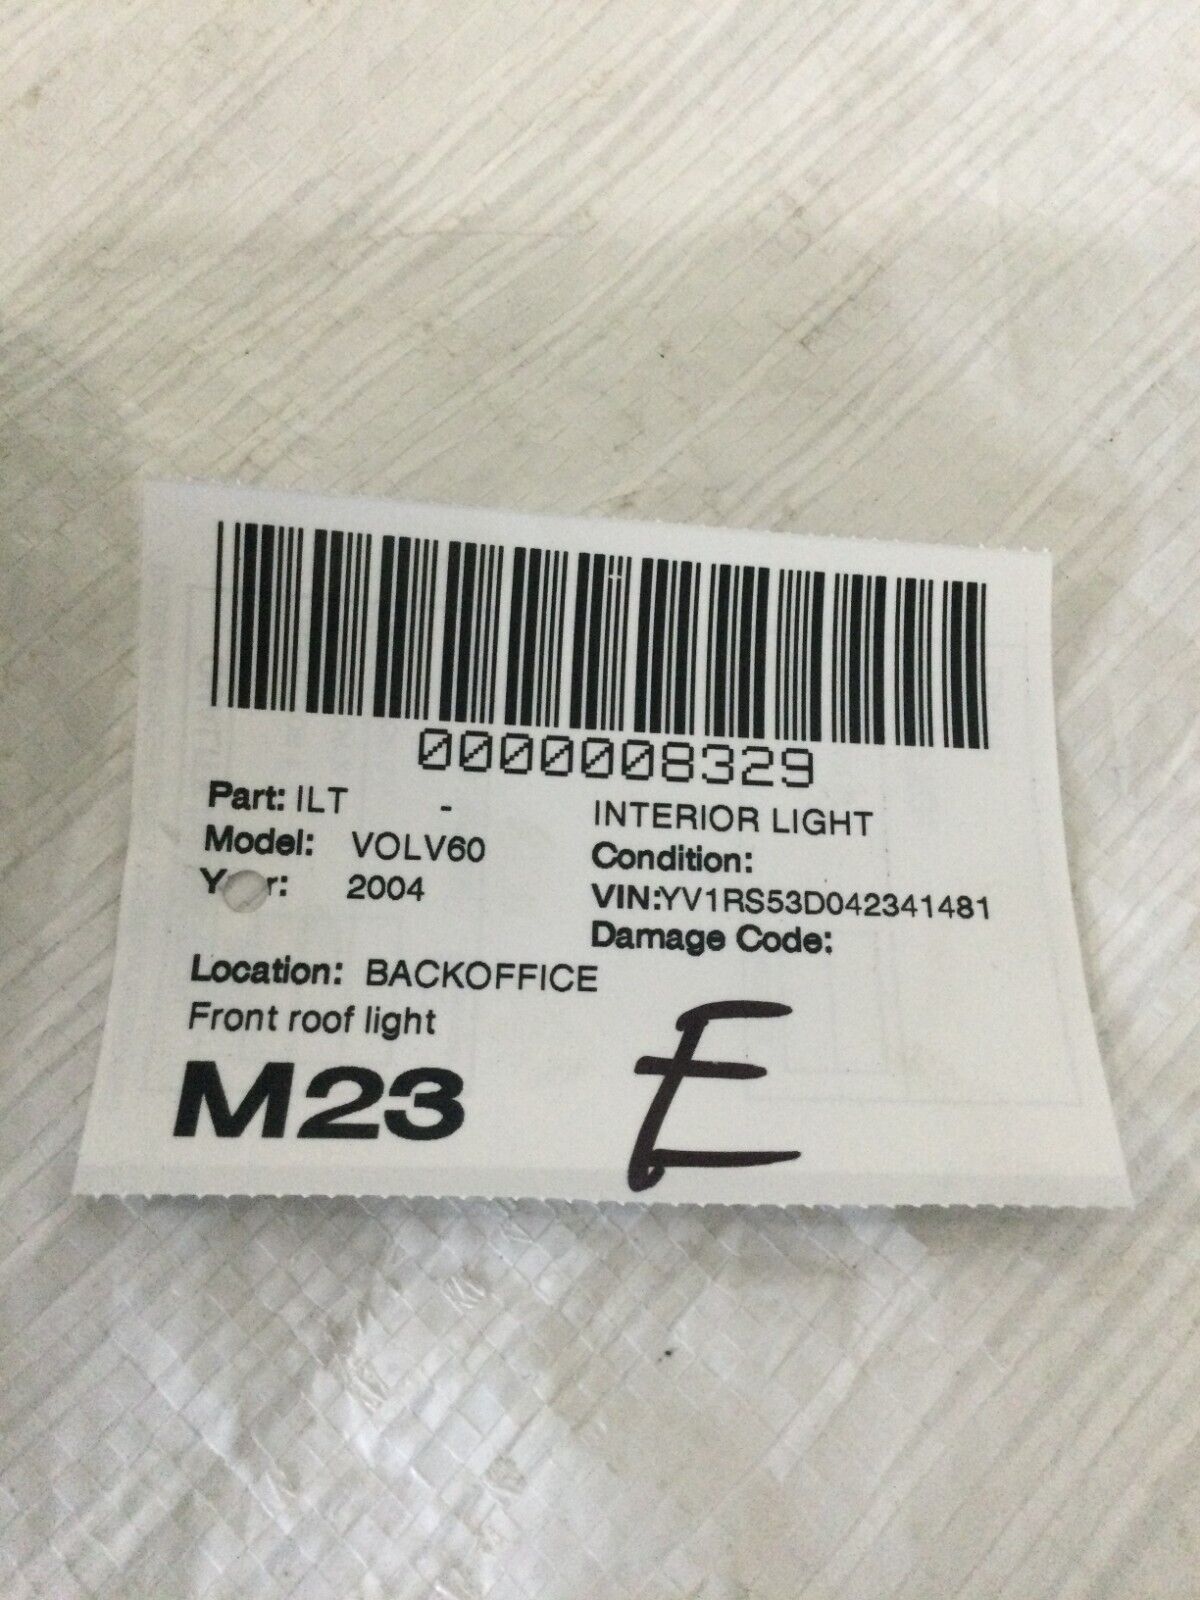 0000008329
Part: ILT - INTERIOR LIGHT
Model: VOLV60 Condition:
Year: 2004 VIN:YV1RS53D042341481
Damage Code:
Location: BACKOFFICE
Front roof light
M23 E